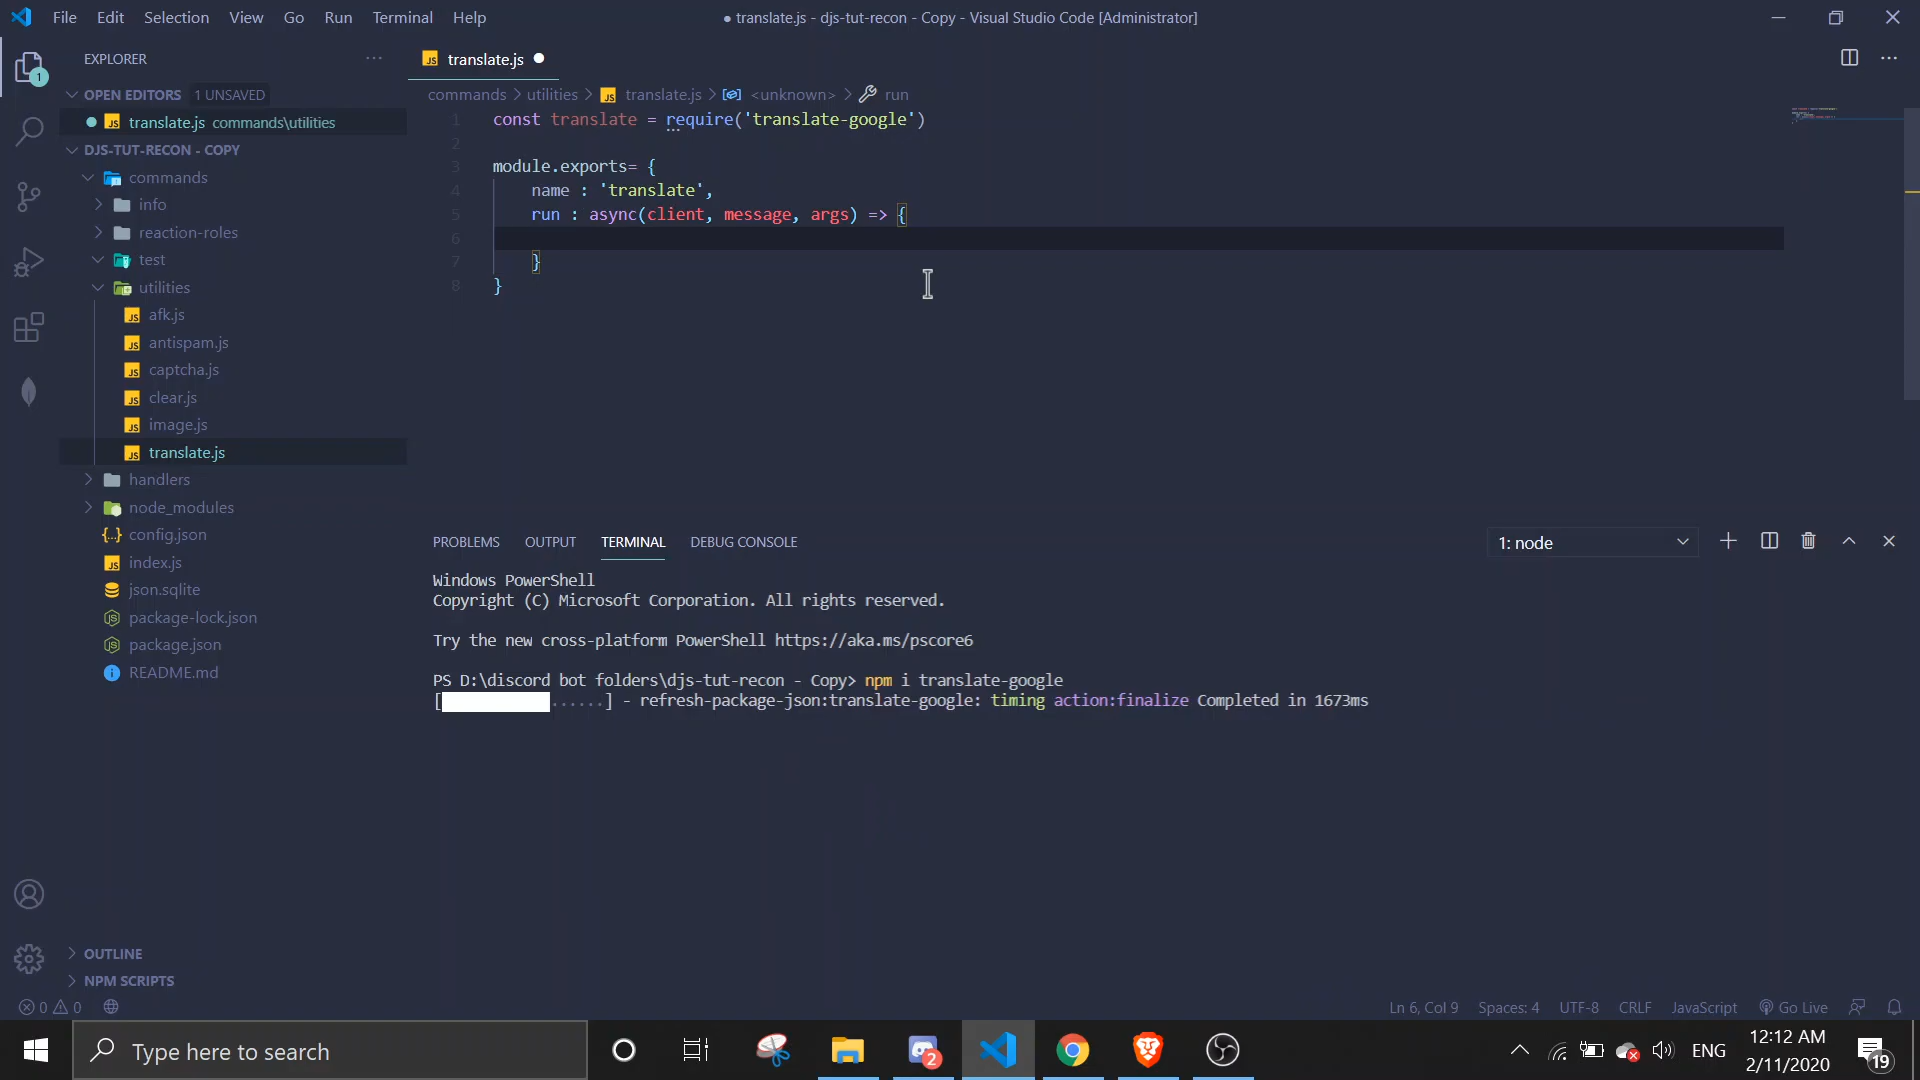 File Edit Selection View Go Run Terminal Help
● translate.js - djs-tut-recon - Copy - Visual Studio Code [Administrator]
EXPLORER
1
OPEN EDITORS 1 UNSAVED
translate.js commands\utilities
DJS-TUT-RECON - COPY
commands
info
reaction-roles
test
utilities
afk.js
antispam.js
captcha.js
clear.js
image.js
translate.js
handlers
node_modules
config.json
index.js
json.sqlite
package-lock.json
package.json
README.md
OUTLINE
NPM SCRIPTS
translate.js
commands > utilities > translate.js > <unknown> > run
1 const translate = require('translate-google')
2
3 module.exports= {
4 name : 'translate',
5 run : async(client, message, args) => {
6
7 }
8 }
PROBLEMS OUTPUT TERMINAL DEBUG CONSOLE
1: node
Windows PowerShell
Copyright (C) Microsoft Corporation. All rights reserved.
Try the new cross-platform PowerShell https://aka.ms/pscore6
PS D:\discord bot folders\djs-tut-recon - Copy> npm i translate-google
[ ......] - refresh-package-json:translate-google: timing action:finalize Completed in 1673ms
0 0
Ln 6, Col 9 Spaces: 4 UTF-8 CRLF JavaScript Go Live
Type here to search
2
ENG
12:12 AM
2/11/2020
19